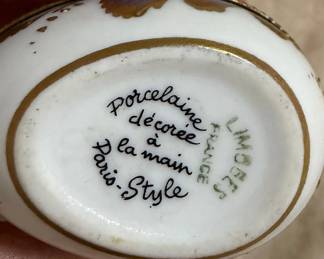 Porcelaine
décorée
à
la main
Paris-Style
LIMOGES
FRANCE